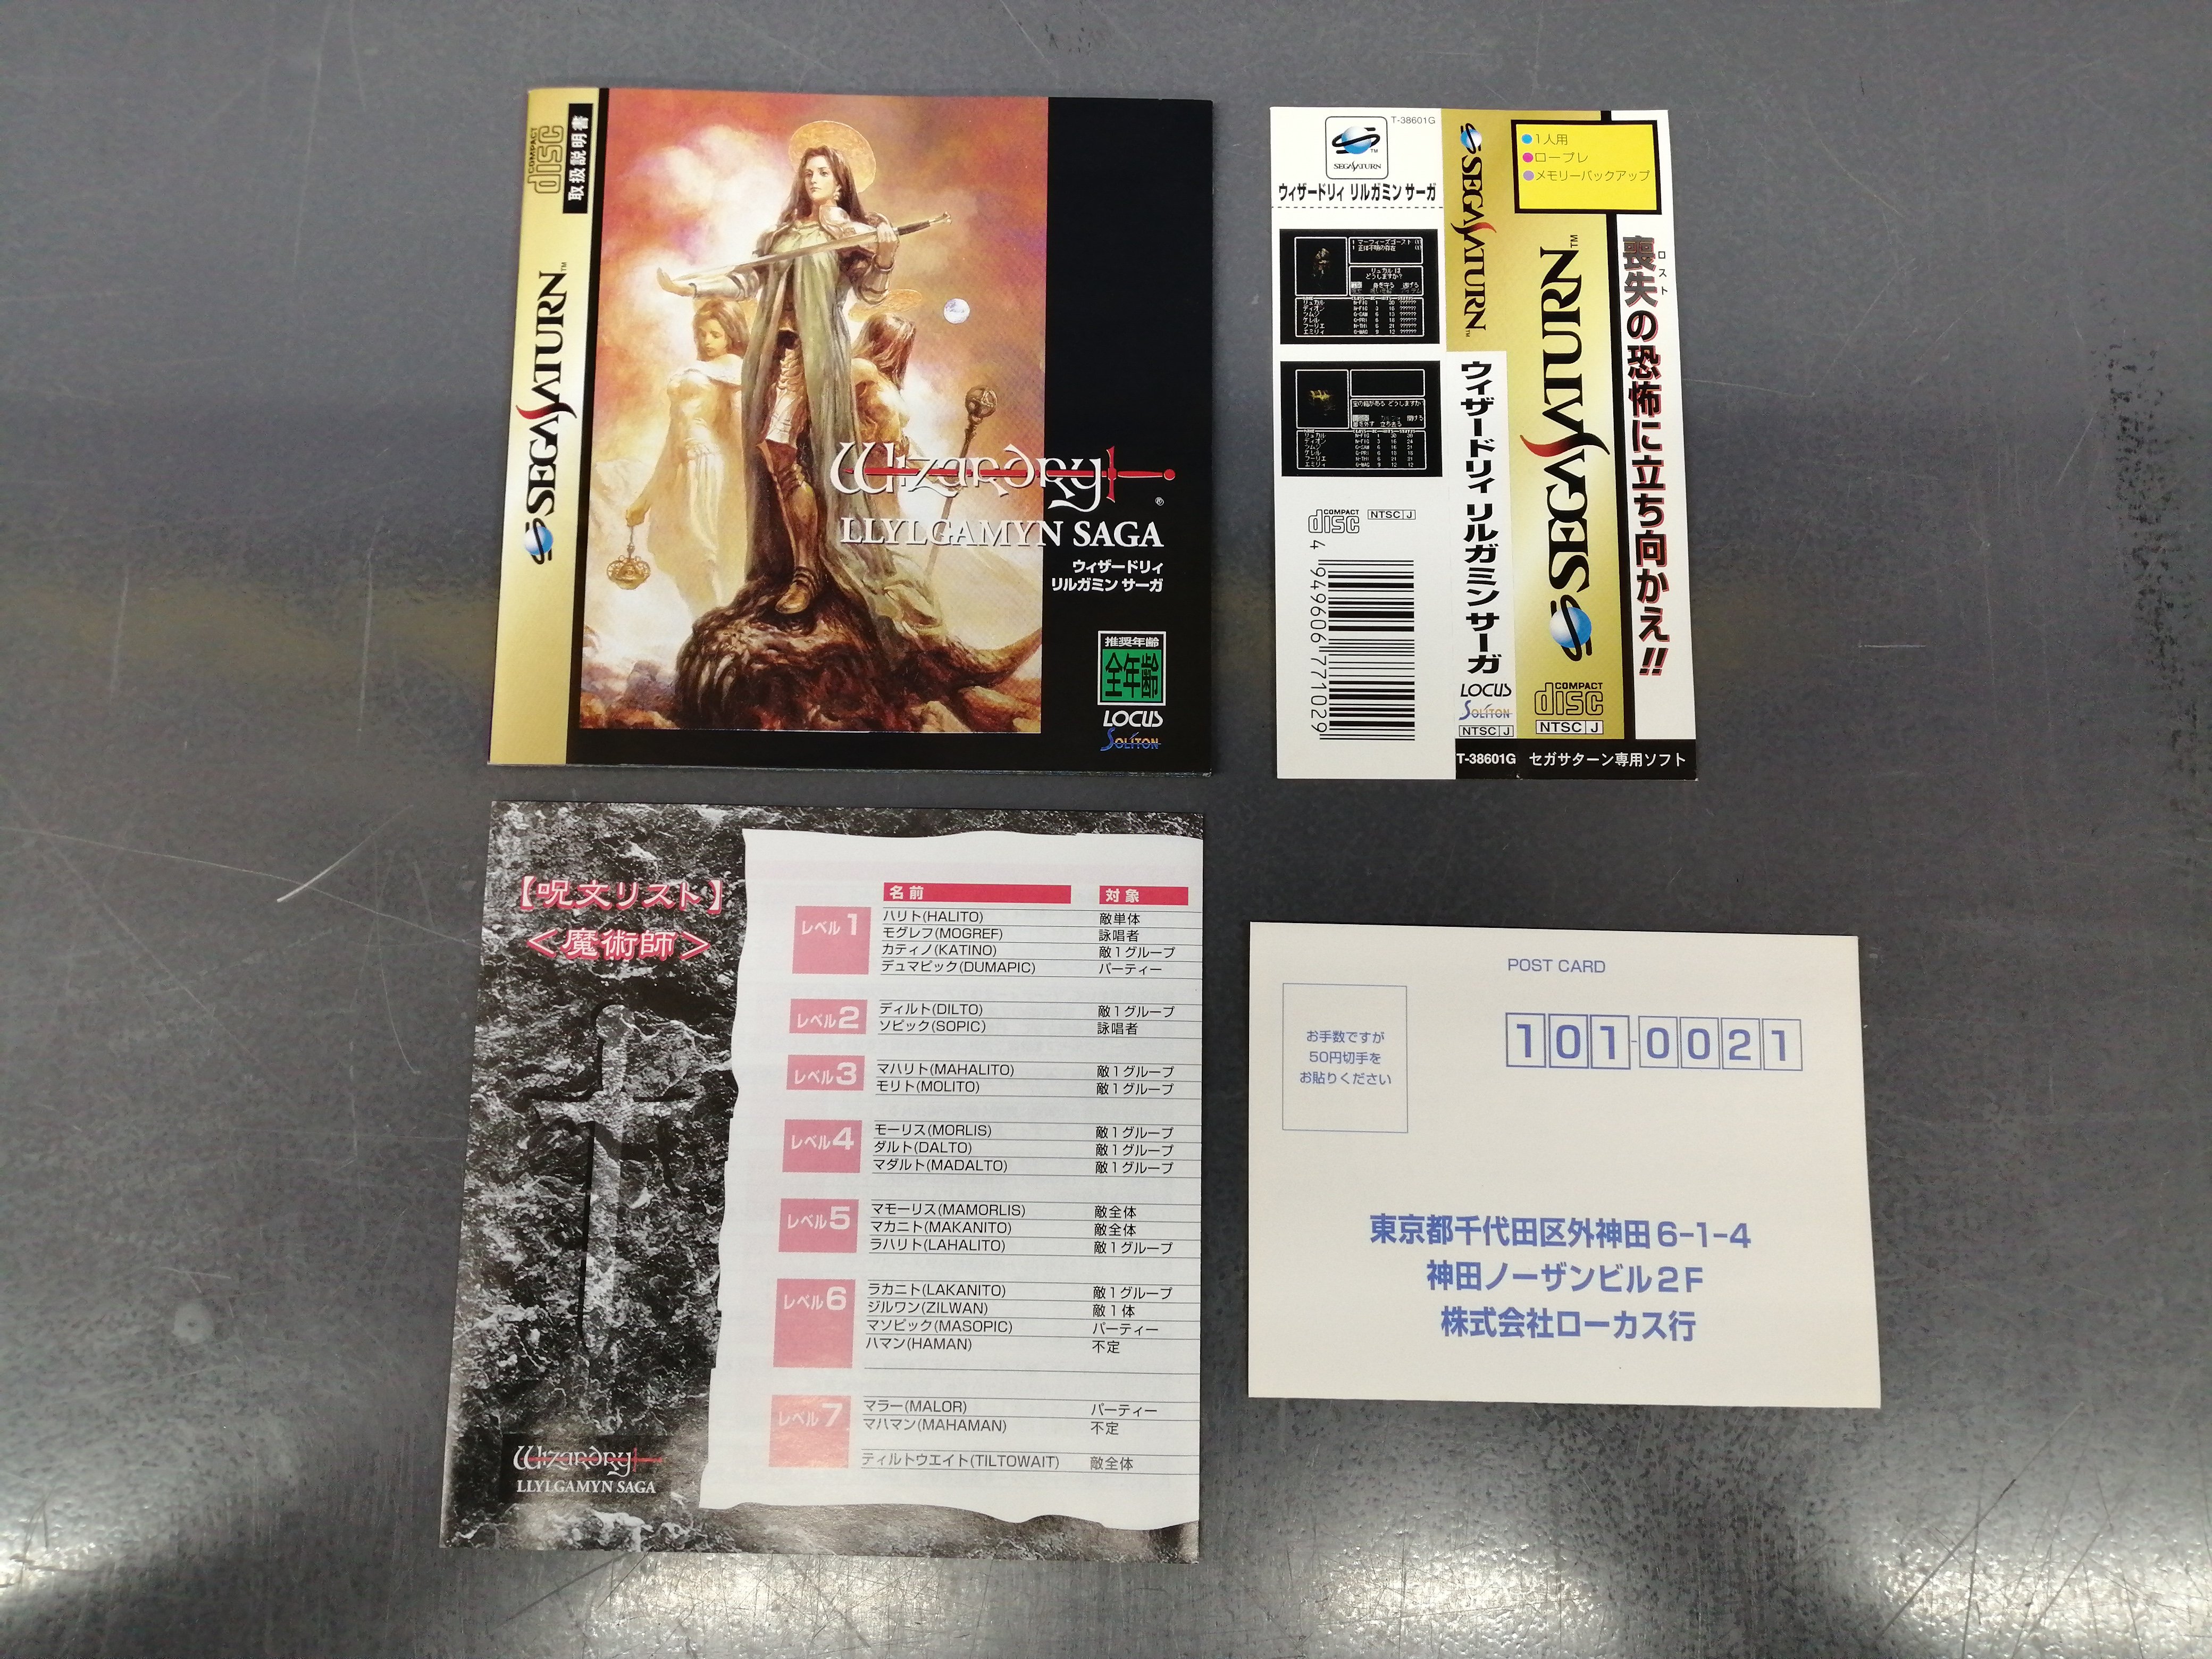 COMPACT disc
取扱説明書
SEGA SATURN™
Wizardry®
LLYLGAMYN SAGA
ウィザードリィ
リルガミン サーガ
推奨年齢
全年齢
LOCUS
SOLITON
T-38601G
SEGA SATURN™
ウィザードリィ リルガミン サーガ
リュカルは
どうしますか?
COMPACT disc
NTSC J
4 949606 771029
SEGA SATURN™
ウィザードリィ リルガミン サーガ
LOCUS
SOLITON
NTSC J
T-38601G
●1人用
●ロープレ
●メモリーバックアップ
SEGA SATURN™
COMPACT disc
NTSC J
喪失の恐怖に立ち向かえ!!
ロスト
セガサターン専用ソフト
【呪文リスト】
<魔術師>
名前 対象
レベル1
ハリト(HALITO) 敵単体
モグレフ(MOGREF) 詠唱者
カティノ(KATINO) 敵1グループ
デュマピック(DUMAPIC) パーティー
レベル2
ディルト(DILTO) 敵1グループ
ソピック(SOPIC) 詠唱者
レベル3
マハリト(MAHALITO) 敵1グループ
モリト(MOLITO) 敵1グループ
レベル4
モーリス(MORLIS) 敵1グループ
ダルト(DALTO) 敵1グループ
マダルト(MADALTO) 敵1グループ
レベル5
マモーリス(MAMORLIS) 敵全体
マカニト(MAKANITO) 敵全体
ラハリト(LAHALITO) 敵1グループ
レベル6
ラカニト(LAKANITO) 敵1グループ
ジルワン(ZILWAN) 敵1体
マソピック(MASOPIC) パーティー
ハマン(HAMAN) 不定
レベル7
マラー(MALOR) パーティー
マハマン(MAHAMAN) 不定
ティルトウエイト(TILTOWAIT) 敵全体
Wizardry
LLYLGAMYN SAGA
POST CARD
お手数ですが
50円切手を
お貼りください
101-0021
東京都千代田区外神田6-1-4
神田ノーザンビル2F
株式会社ローカス行